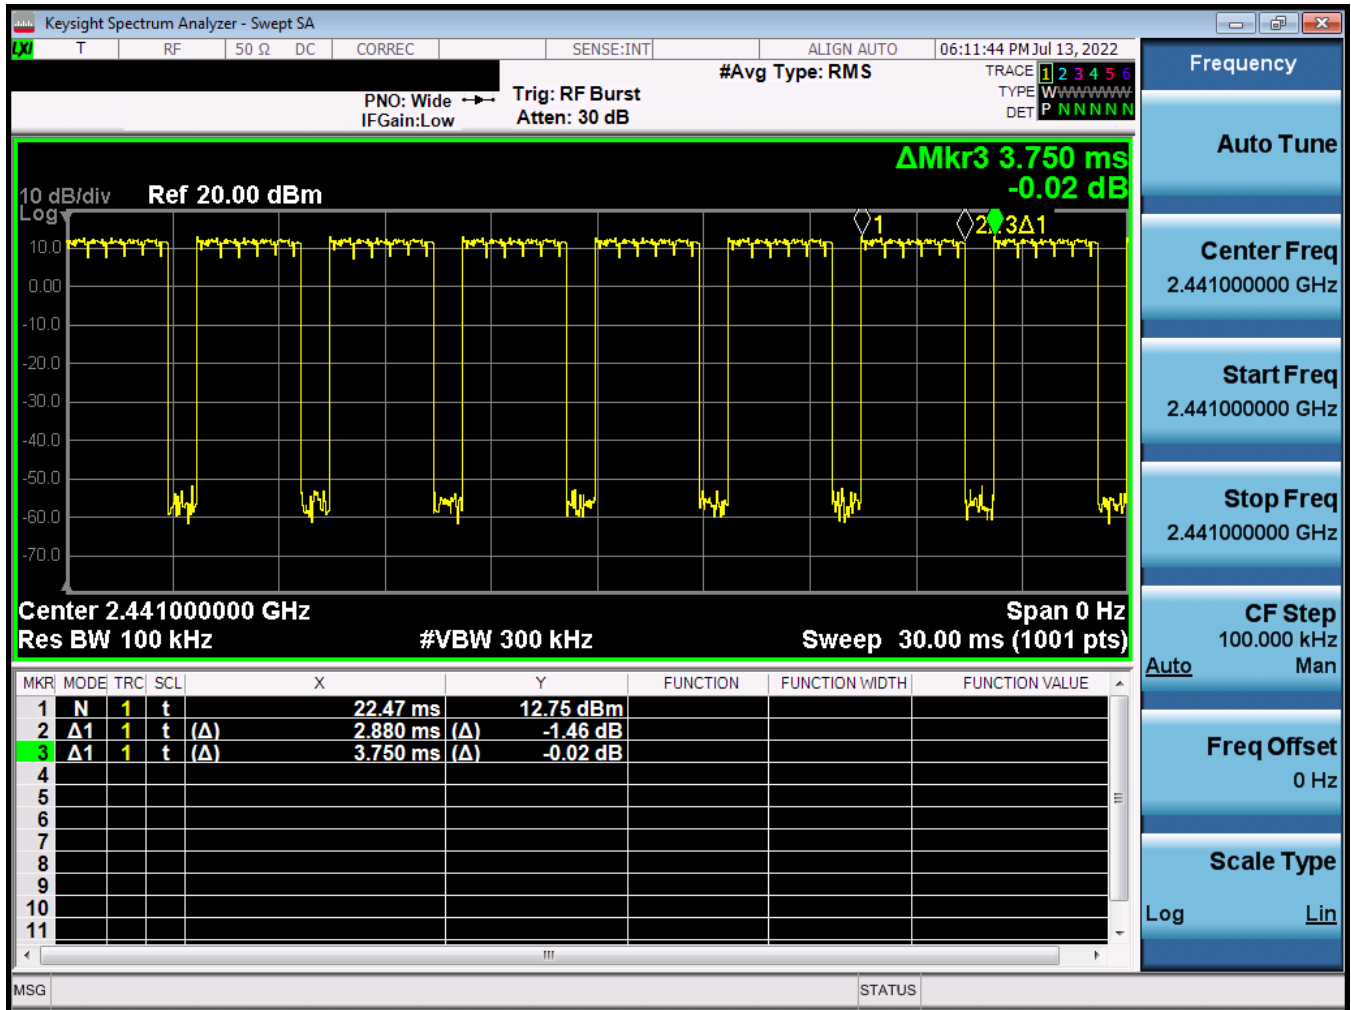 Keysight Spectrum Analyzer - Swept SA
LXI T RF 50 Ω DC CORREC SENSE:INT ALIGN AUTO 06:11:44 PM Jul 13, 2022
#Avg Type: RMS TRACE 1 2 3 4 5 6
PNO: Wide Trig: RF Burst TYPE WWWWWW
IFGain:Low Atten: 30 dB DET P N N N N N
ΔMkr3 3.750 ms
-0.02 dB
10 dB/div Ref 20.00 dBm
Log
1 2 3Δ1
10.0
0.00
-10.0
-20.0
-30.0
-40.0
-50.0
-60.0
-70.0
Center 2.441000000 GHz Span 0 Hz
Res BW 100 kHz #VBW 300 kHz Sweep 30.00 ms (1001 pts)
MKR MODE TRC SCL X Y FUNCTION FUNCTION WIDTH FUNCTION VALUE
1 N 1 t 22.47 ms 12.75 dBm
2 Δ1 1 t (Δ) 2.880 ms (Δ) -1.46 dB
3 Δ1 1 t (Δ) 3.750 ms (Δ) -0.02 dB
4
5
6
7
8
9
10
11
MSG STATUS
Frequency
Auto Tune
Center Freq
2.441000000 GHz
Start Freq
2.441000000 GHz
Stop Freq
2.441000000 GHz
CF Step
100.000 kHz
Auto Man
Freq Offset
0 Hz
Scale Type
Log Lin